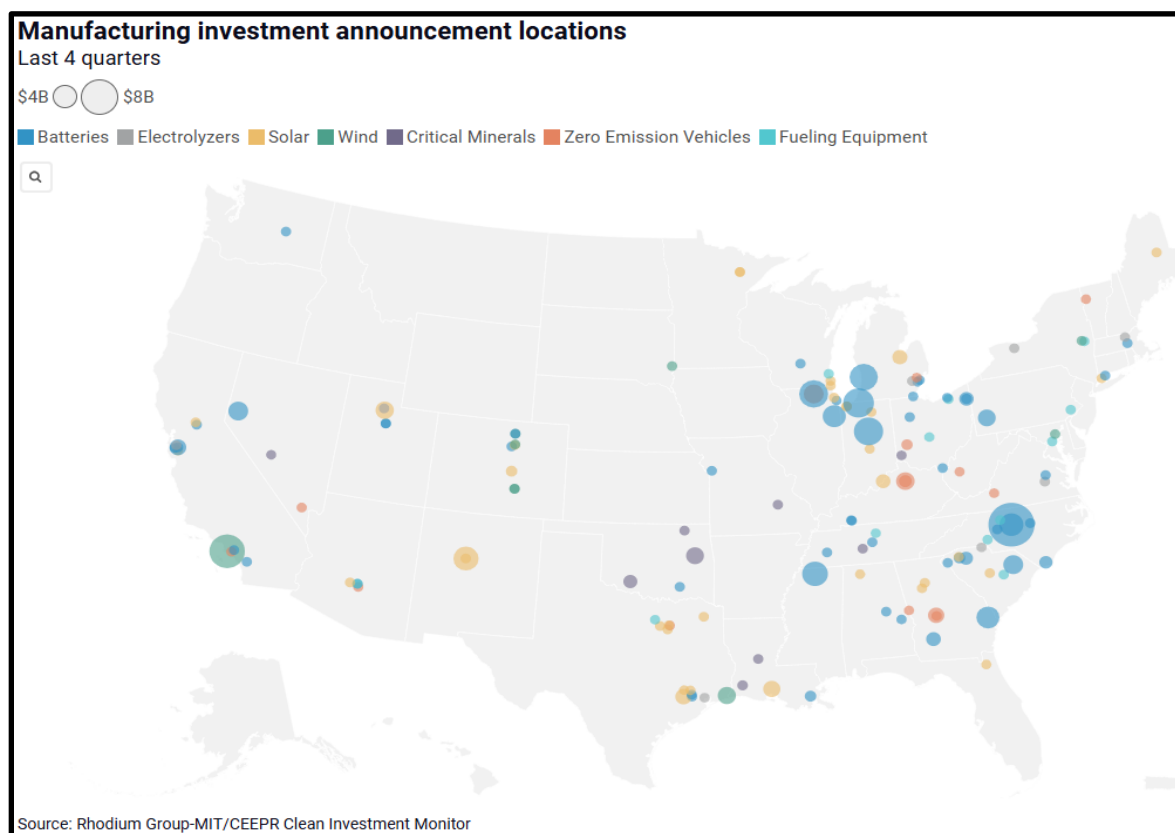 Manufacturing investment announcement locations
Last 4 quarters
$4B $8B
Batteries Electrolyzers Solar Wind Critical Minerals Zero Emission Vehicles Fueling Equipment
Source: Rhodium Group-MIT/CEEPR Clean Investment Monitor